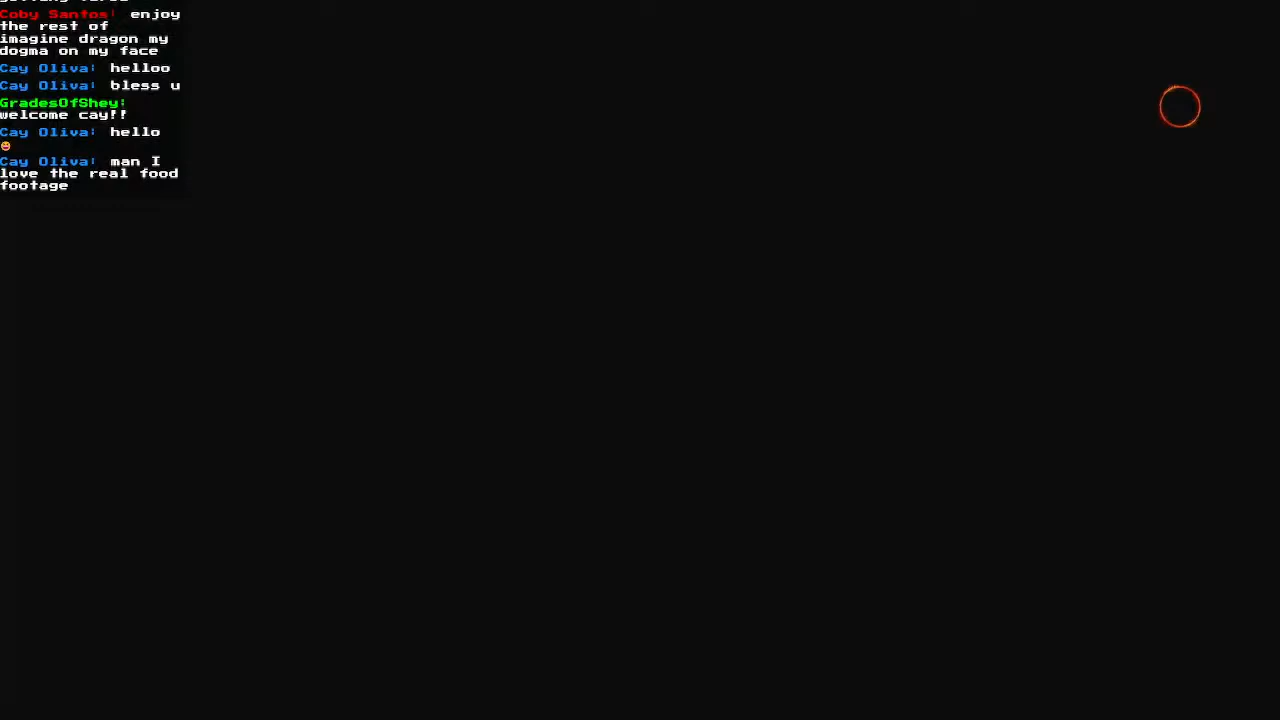 Coby Santos: enjoy
the rest of
imagine dragon my
dogma on my face
Cay Oliva: helloo
Cay Oliva: bless u
GradesOfShey:
welcome cay!!
Cay Oliva: hello
Cay Oliva: man I
love the real food
footage